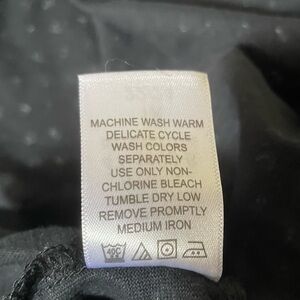 MACHINE WASH WARM
DELICATE CYCLE
WASH COLORS
SEPARATELY
USE ONLY NON-
CHLORINE BLEACH
TUMBLE DRY LOW
REMOVE PROMPTLY
MEDIUM IRON